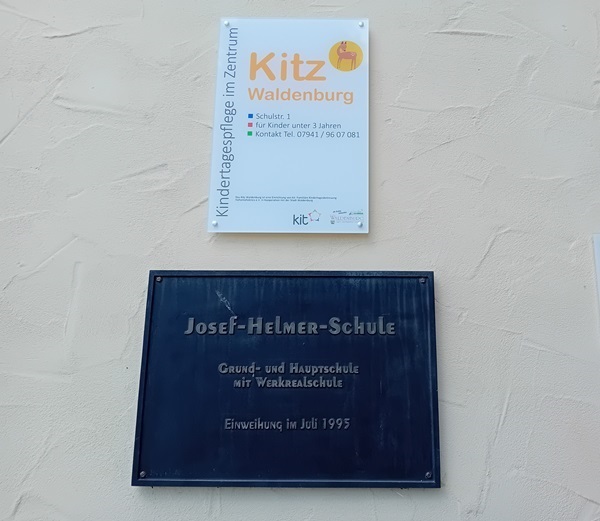 Kindertagespflege im Zentrum
Kitz
Waldenburg
Schulstr. 1
für Kinder unter 3 Jahren
Kontakt Tel. 07941 / 96 07 081
kit
Josef-Helmer-Schule
Grund- und Hauptschule
mit Werkrealschule
Einweihung im Juli 1995